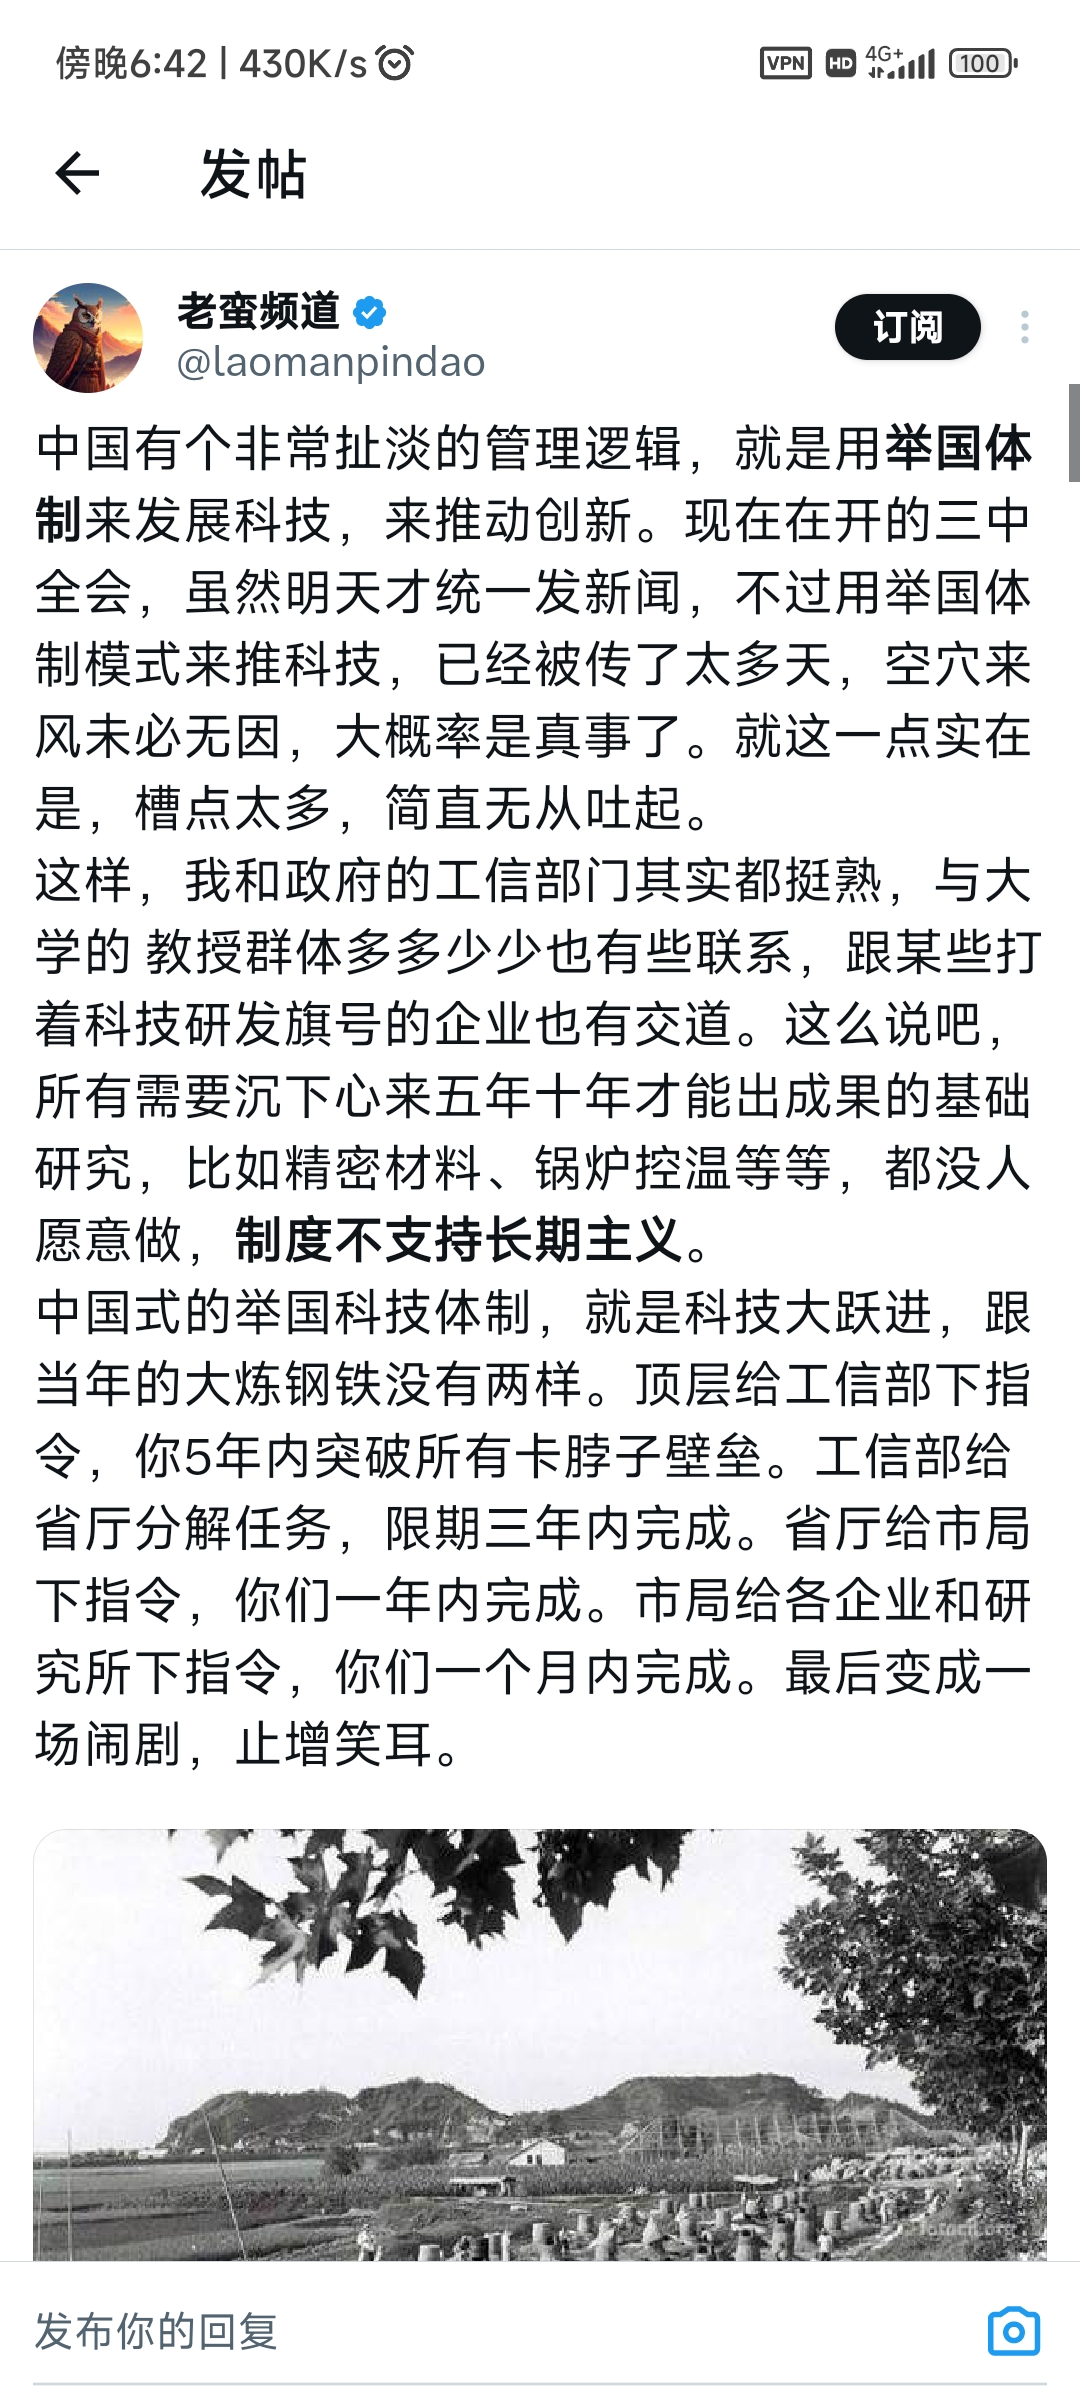 傍晚6:42 | 430K/s
VPN HD 4G+ 100
发帖
老蛮频道
订阅
@laomanpindao
中国有个非常扯淡的管理逻辑，就是用举国体
制来发展科技，来推动创新。现在在开的三中
全会，虽然明天才统一发新闻，不过用举国体
制模式来推科技，已经被传了太多天，空穴来
风未必无因，大概率是真事了。就这一点实在
是，槽点太多，简直无从吐起。
这样，我和政府的工信部门其实都挺熟，与大
学的 教授群体多多少少也有些联系，跟某些打
着科技研发旗号的企业也有交道。这么说吧，
所有需要沉下心来五年十年才能出成果的基础
研究，比如精密材料、锅炉控温等等，都没人
愿意做，制度不支持长期主义。
中国式的举国科技体制，就是科技大跃进，跟
当年的大炼钢铁没有两样。顶层给工信部下指
令，你5年内突破所有卡脖子壁垒。工信部给
省厅分解任务，限期三年内完成。省厅给市局
下指令，你们一年内完成。市局给各企业和研
究所下指令，你们一个月内完成。最后变成一
场闹剧，止增笑耳。
发布你的回复